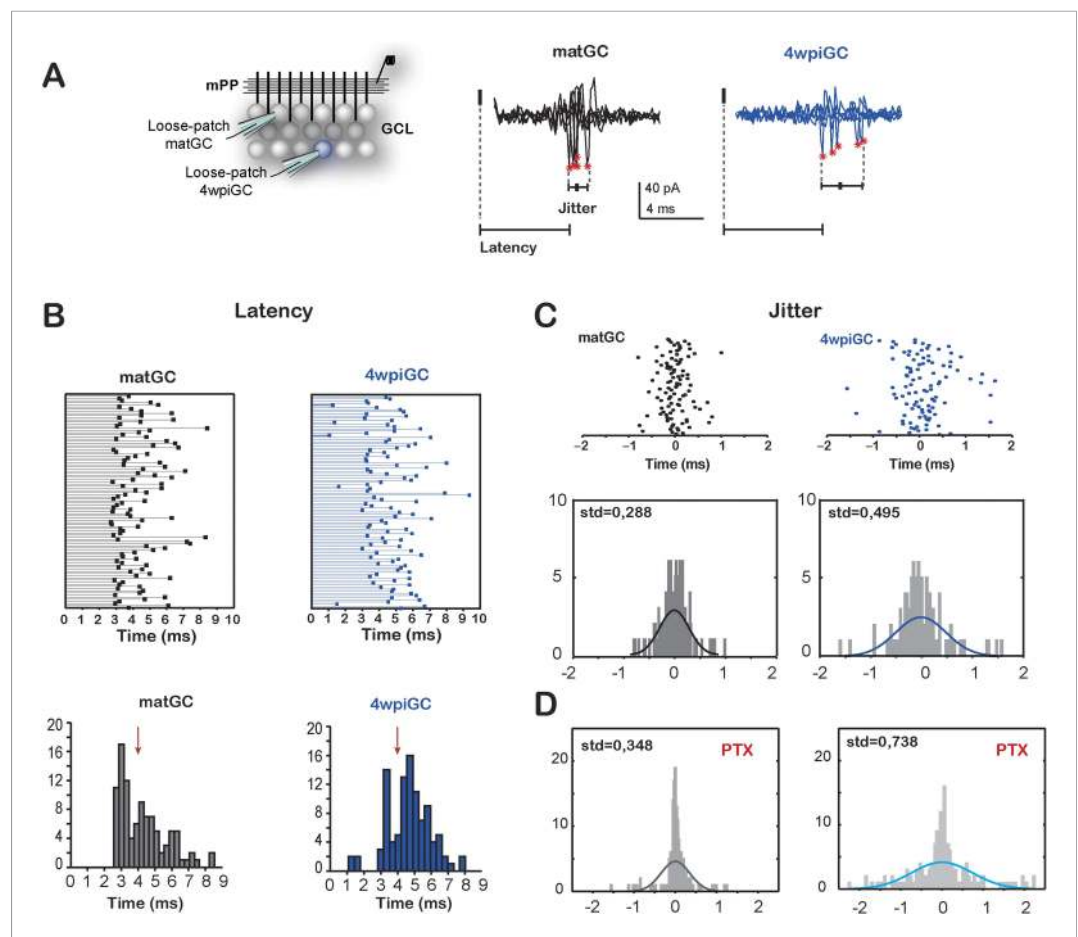 A
mPP
GCL
Loose-patch
matGC
Loose-patch
4wpiGC
matGC
4wpiGC
Jitter
40 pA
4 ms
Latency
B
Latency
matGC
4wpiGC
0 1 2 3 4 5 6 7 8 9 10
0 1 2 3 4 5 6 7 8 9 10
Time (ms)
Time (ms)
matGC
4wpiGC
20
16
12
8
4
0
0 1 2 3 4 5 6 7 8 9
Time (ms)
20
16
12
8
4
0
0 1 2 3 4 5 6 7 8 9
Time (ms)
C
Jitter
matGC
4wpiGC
−2 −1 0 1 2
−2 −1 0 1 2
Time (ms)
Time (ms)
10
5
0
std=0,288
-2 -1 0 1 2
10
5
0
std=0,495
-2 -1 0 1 2
D
20
10
0
std=0,348
PTX
-2 -1 0 1 2
20
10
0
std=0,738
PTX
-2 -1 0 1 2